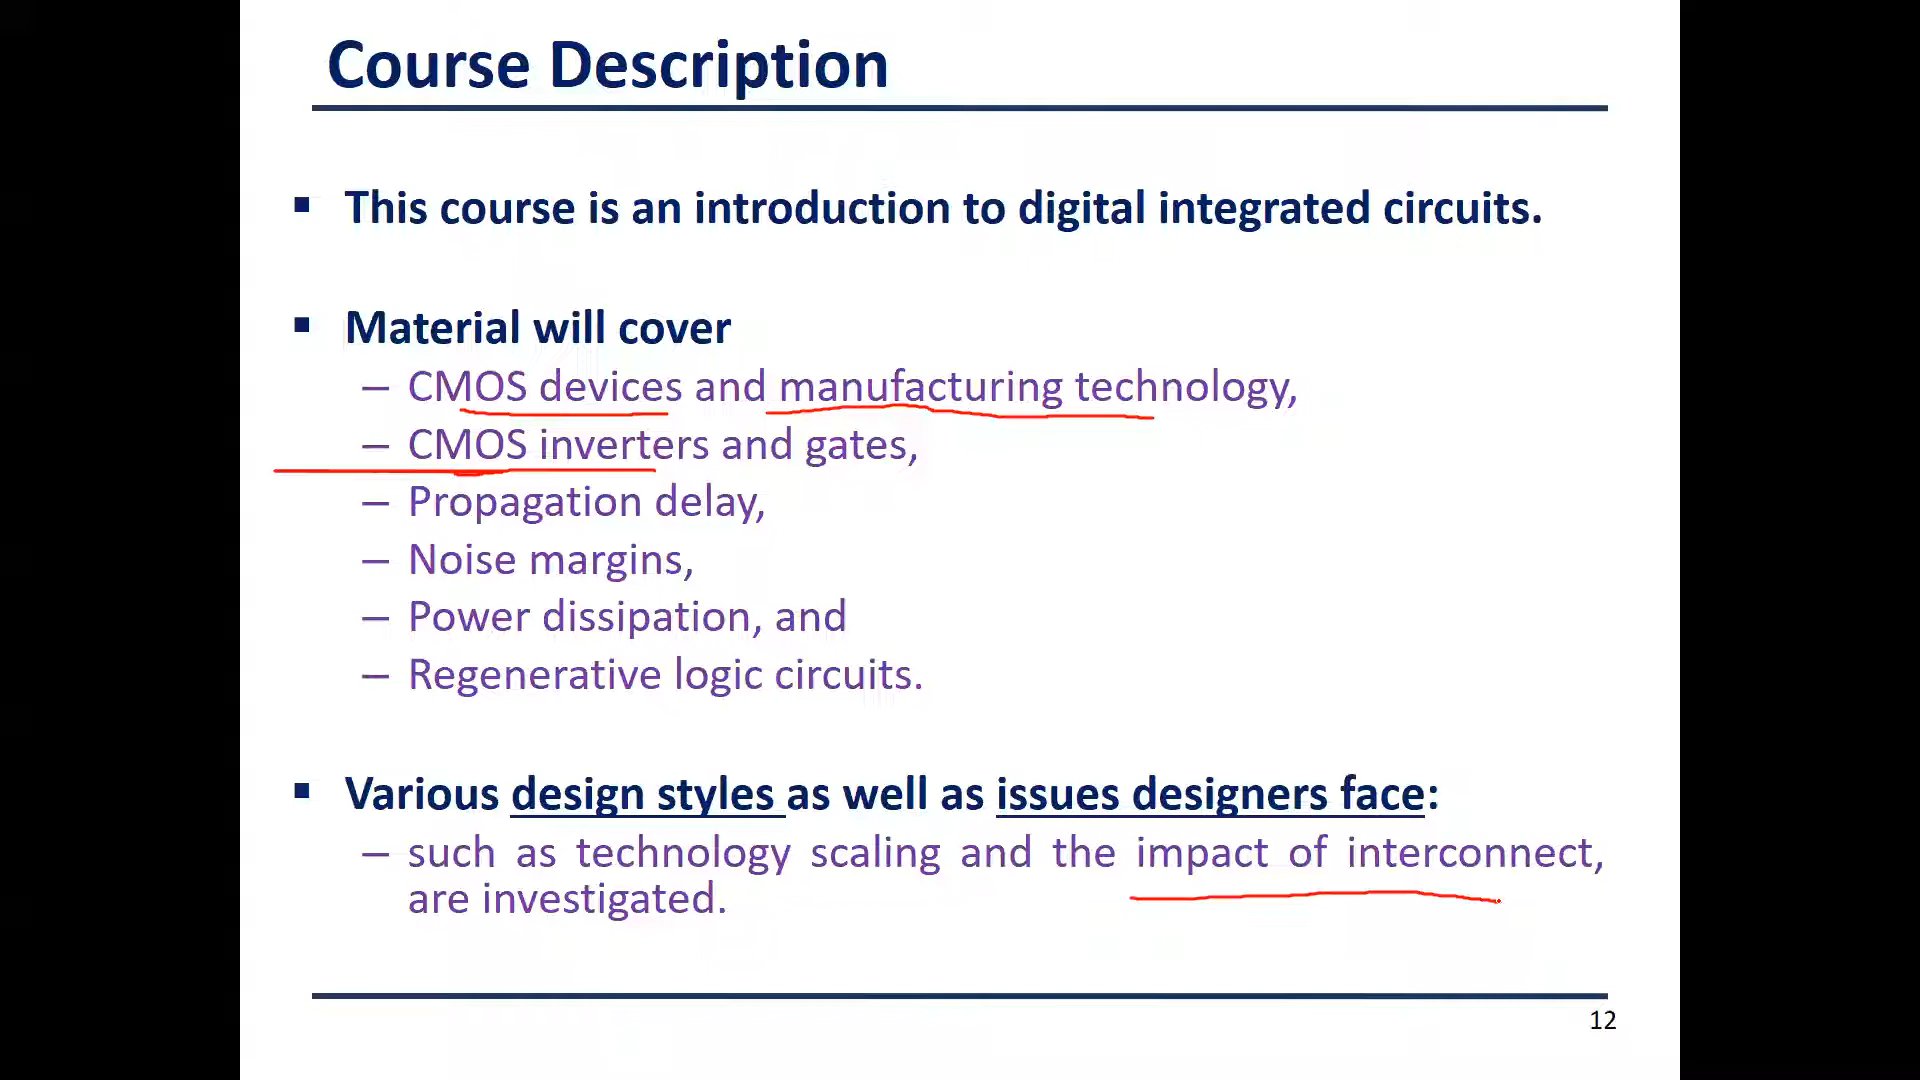 Course Description
▪ This course is an introduction to digital integrated circuits.
▪ Material will cover
– CMOS devices and manufacturing technology,
– CMOS inverters and gates,
– Propagation delay,
– Noise margins,
– Power dissipation, and
– Regenerative logic circuits.
▪ Various design styles as well as issues designers face:
– such as technology scaling and the impact of interconnect,
are investigated.
12